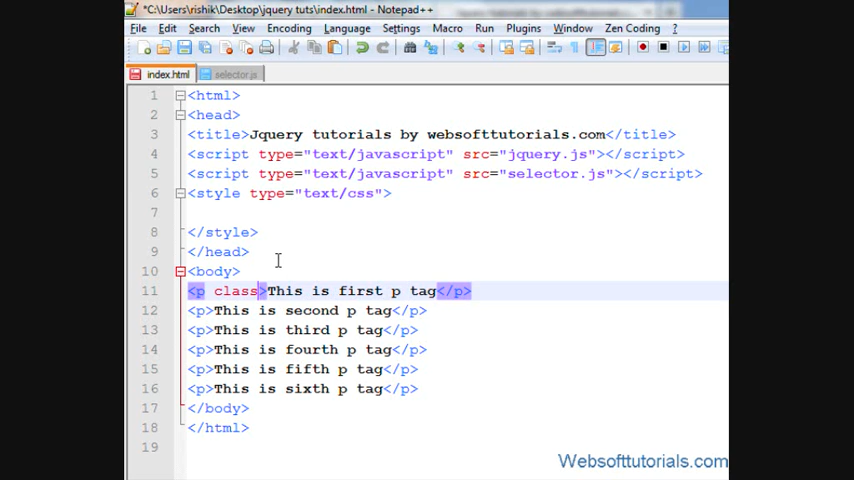 *C:\Users\rishik\Desktop\jquery tuts\index.html - Notepad++
File Edit Search View Encoding Language Settings Macro Run Plugins Window Zen Coding ?
index.html selector.js
1 <html>
2 <head>
3 <title>Jquery tutorials by websofttutorials.com</title>
4 <script type="text/javascript" src="jquery.js"></script>
5 <script type="text/javascript" src="selector.js"></script>
6 <style type="text/css">
7
8 </style>
9 </head>
10 <body>
11 <p class>This is first p tag</p>
12 <p>This is second p tag</p>
13 <p>This is third p tag</p>
14 <p>This is fourth p tag</p>
15 <p>This is fifth p tag</p>
16 <p>This is sixth p tag</p>
17 </body>
18 </html>
19
Websofttutorials.com